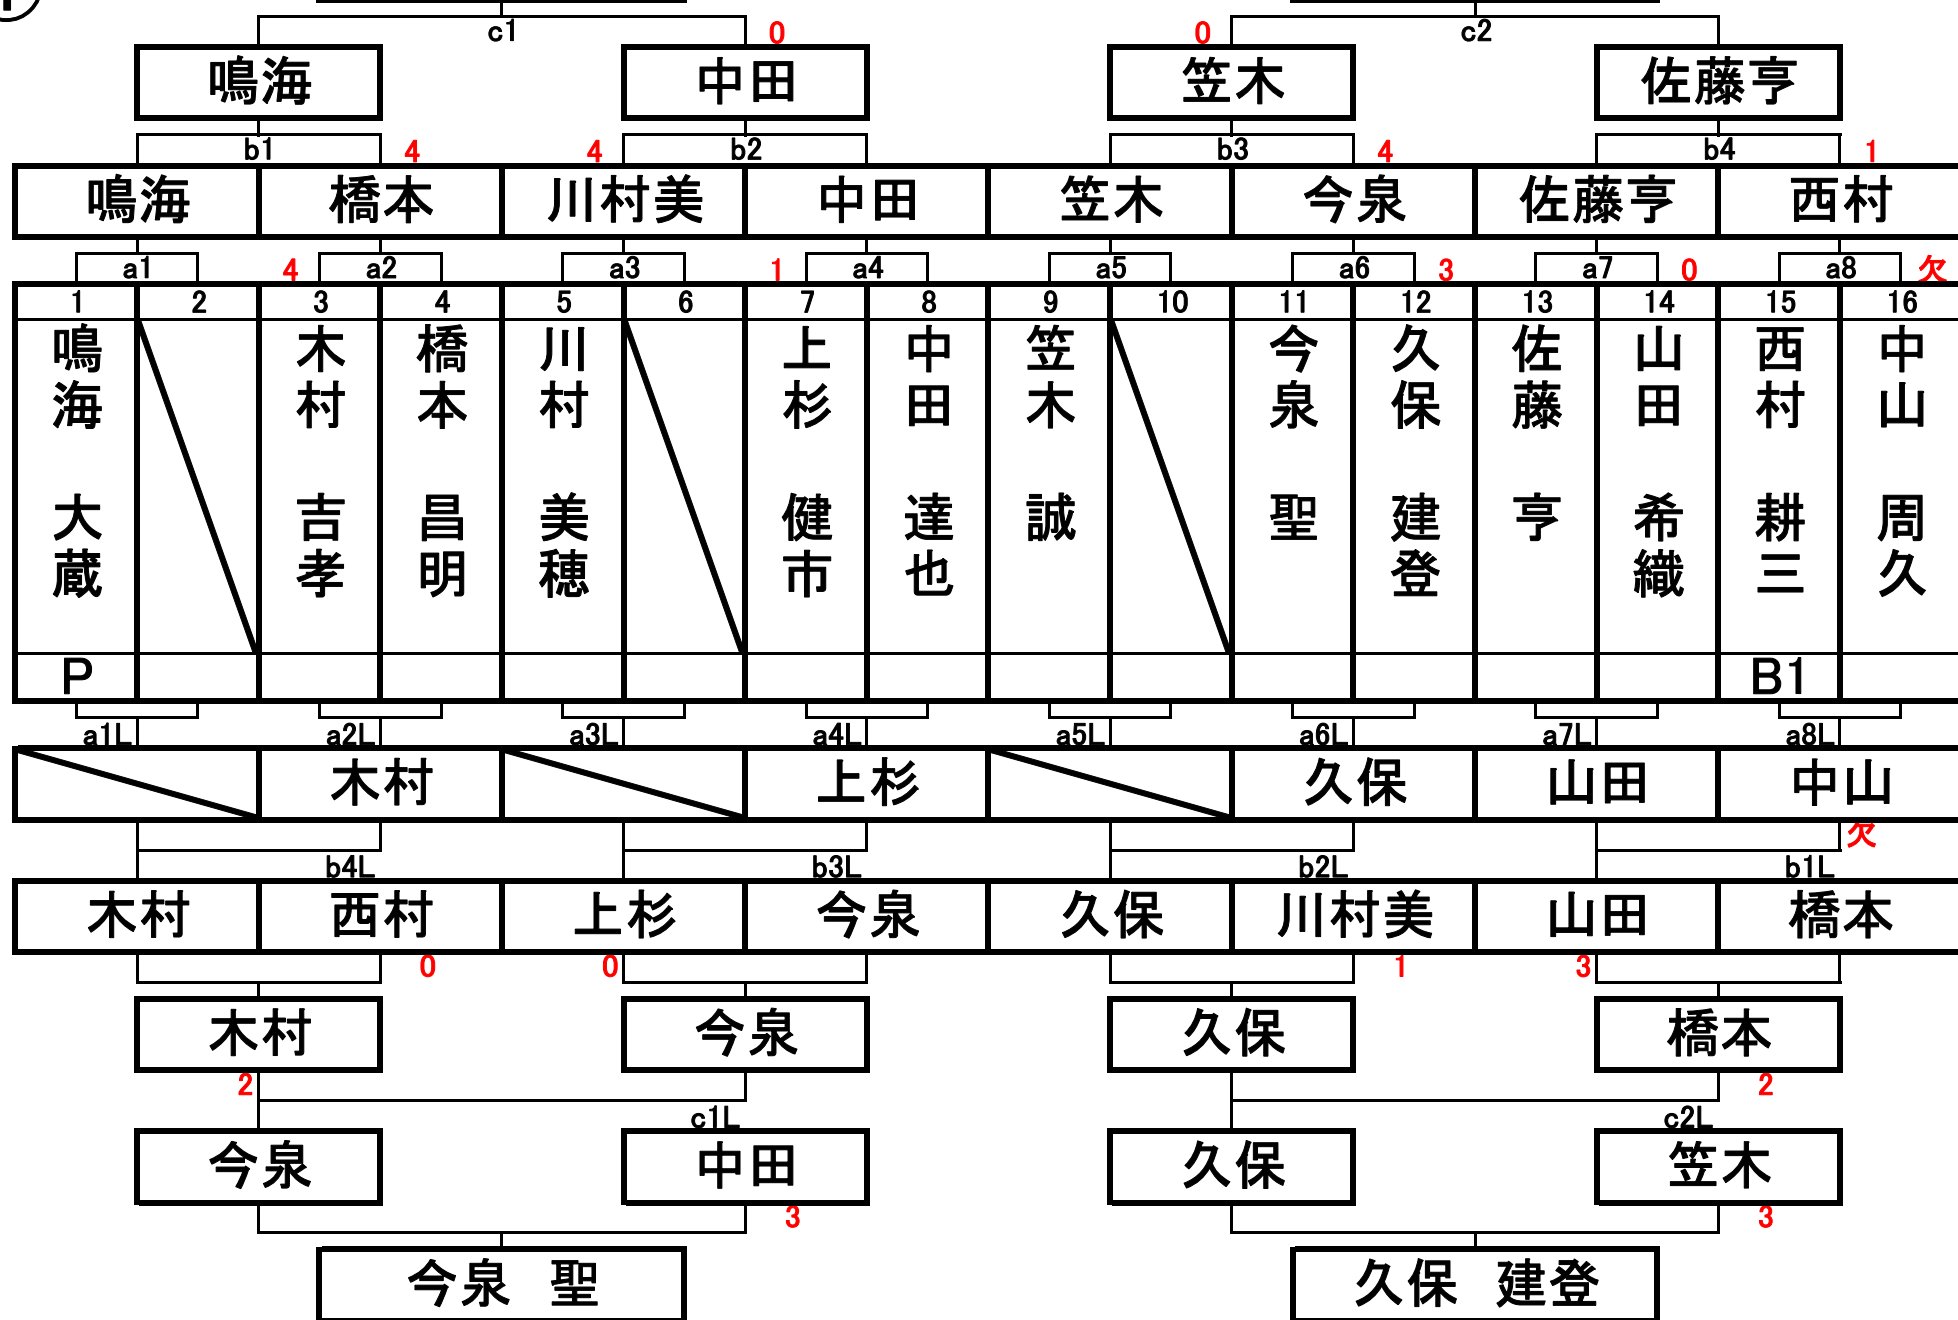 c1 c2
0 0
鳴海 中田 笠木 佐藤亨
b1 4 4 b2 b3 4 b4 1
鳴海 橋本 川村美 中田 笠木 今泉 佐藤亨 西村
a1 4 a2 a3 1 a4 a5 a6 3 a7 0 a8 欠
1 2 3 4 5 6 7 8 9 10 11 12 13 14 15 16
鳴海 大蔵
木村 吉孝
橋本 昌明
川村 美穂
上杉 健市
中田 達也
笠木 誠
今泉 聖
久保 建登
佐藤 亨
山田 希織
西村 耕三
中山 周久
P B1
a1L a2L a3L a4L a5L a6L a7L a8L
木村 上杉 久保 山田 中山
欠
b4L b3L b2L b1L
木村 西村 上杉 今泉 久保 川村美 山田 橋本
0 0 1 3
木村 今泉 久保 橋本
2 2
c1L c2L
今泉 中田 久保 笠木
3 3
今泉 聖 久保 建登